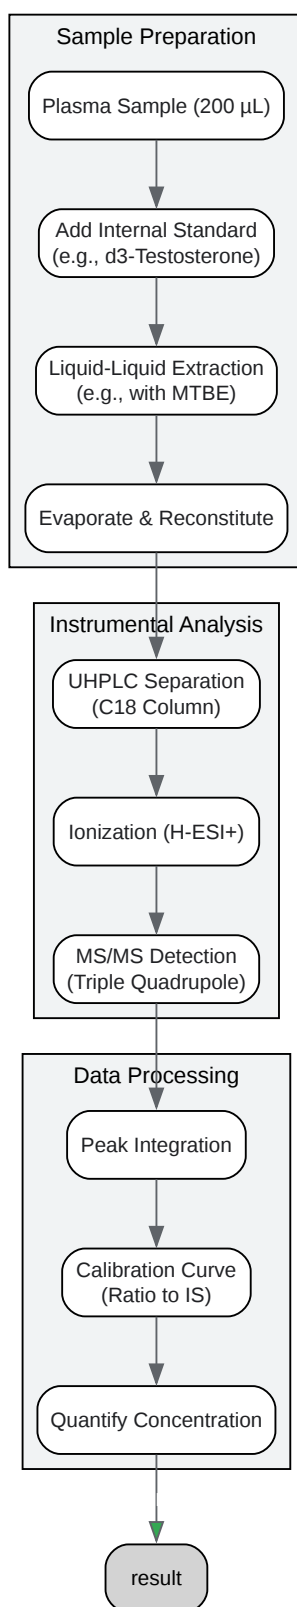 Sample Preparation
Plasma Sample (200 µL)
Add Internal Standard
(e.g., d3-Testosterone)
Liquid-Liquid Extraction
(e.g., with MTBE)
Evaporate & Reconstitute
Instrumental Analysis
UHPLC Separation
(C18 Column)
Ionization (H-ESI+)
MS/MS Detection
(Triple Quadrupole)
Data Processing
Peak Integration
Calibration Curve
(Ratio to IS)
Quantify Concentration
result